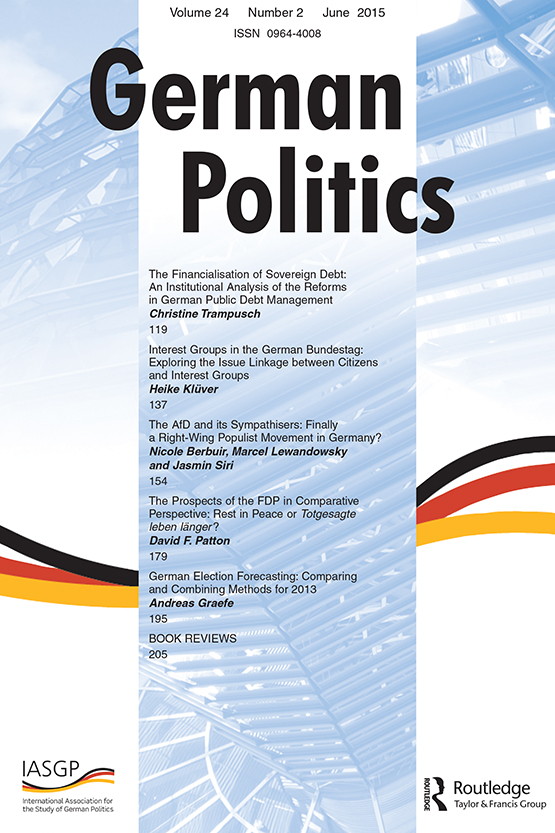 Volume 24 Number 2 June 2015
ISSN 0964-4008
German
Politics
The Financialisation of Sovereign Debt:
An Institutional Analysis of the Reforms
in German Public Debt Management
Christine Trampusch
119
Interest Groups in the German Bundestag:
Exploring the Issue Linkage between Citizens
and Interest Groups
Heike Klüver
137
The AfD and its Sympathisers: Finally
a Right-Wing Populist Movement in Germany?
Nicole Berbuir, Marcel Lewandowsky
and Jasmin Siri
154
The Prospects of the FDP in Comparative
Perspective: Rest in Peace or Totgesagte
leben länger?
David F. Patton
179
German Election Forecasting: Comparing
and Combining Methods for 2013
Andreas Graefe
195
BOOK REVIEWS
205
IASGP
International Association for
the Study of German Politics
ROUTLEDGE
Routledge
Taylor & Francis Group